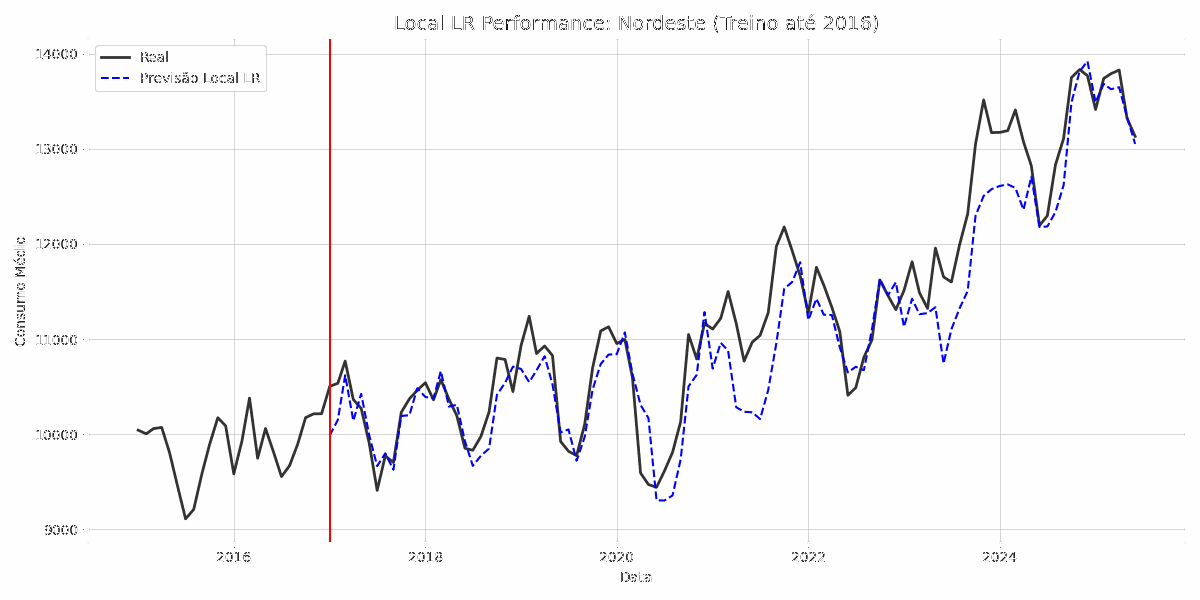 Local LR Performance: Nordeste (Treino até 2016)
Real
Previsão Local LR
14000
13000
12000
11000
10000
9000
Consumo Médio
2016
2018
2020
2022
2024
Data